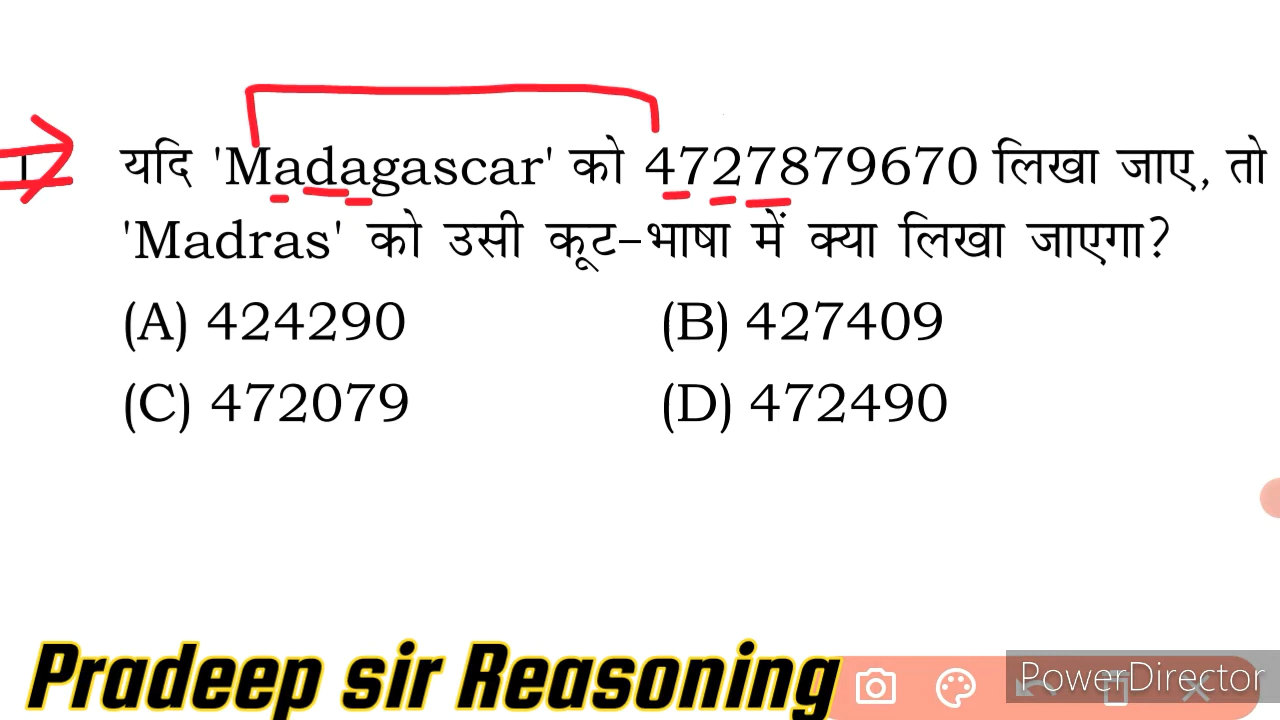 1. यदि 'Madagascar' को 4727879670 लिखा जाए, तो
'Madras' को उसी कूट-भाषा में क्या लिखा जाएगा?
(A) 424290 (B) 427409
(C) 472079 (D) 472490
Pradeep sir Reasoning
PowerDirector